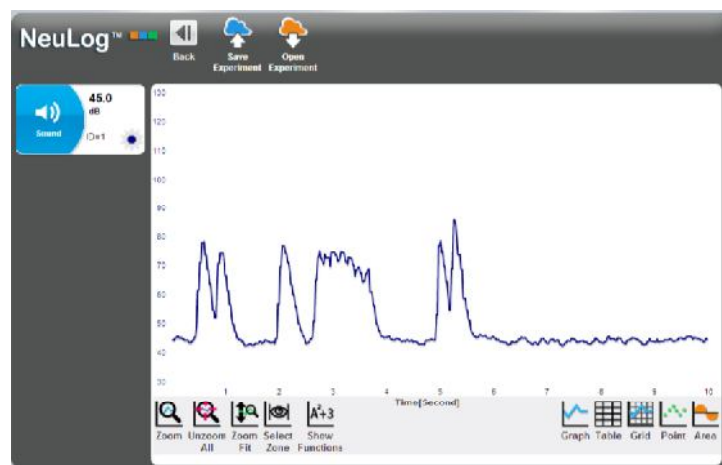 NeuLog™
Back
Save Experiment
Open Experiment
45.0
dB
Sound
ID=1
130
120
110
90
80
70
60
50
40
30
1
2
3
4
5
6
7
8
9
10
Time[Second]
Zoom
Unzoom All
Zoom Fit
Select Zone
A²+3
Show Functions
Graph
Table
Grid
Point
Area